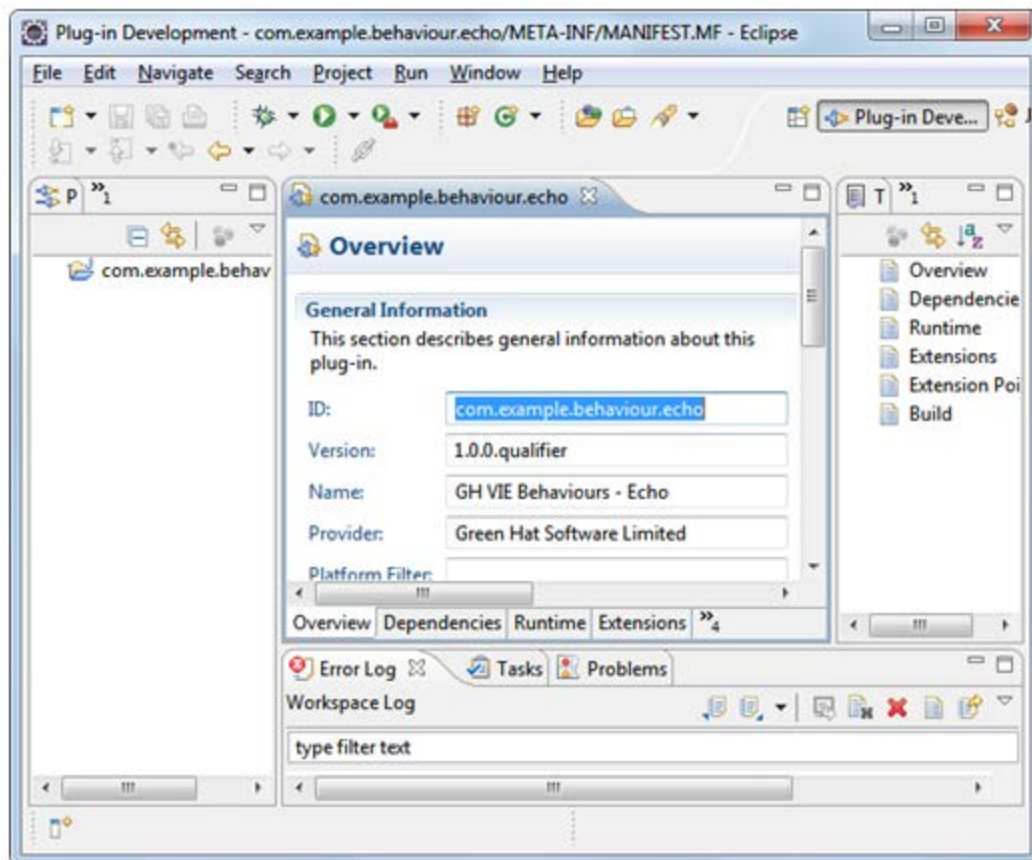 Plug-in Development - com.example.behaviour.echo/META-INF/MANIFEST.MF - Eclipse
File Edit Navigate Search Project Run Window Help
Plug-in Deve... J
P »1
com.example.behaviour.echo
T »1
com.example.behav
Overview
General Information
This section describes general information about this
plug-in.
ID: com.example.behaviour.echo
Version: 1.0.0.qualifier
Name: GH VIE Behaviours - Echo
Provider: Green Hat Software Limited
Platform Filter:
Overview Dependencies Runtime Extensions »4
Overview
Dependencie
Runtime
Extensions
Extension Poi
Build
Error Log Tasks Problems
Workspace Log
type filter text